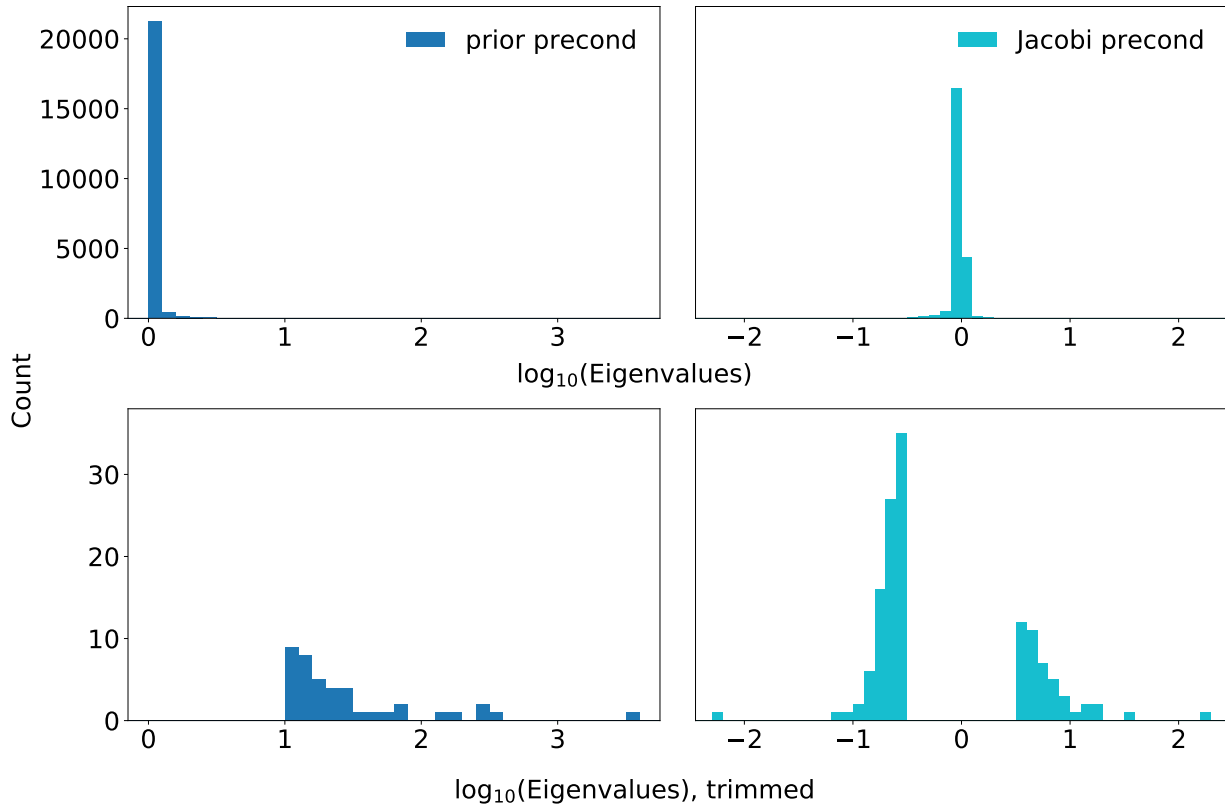 prior precond
Jacobi precond
20000
15000
10000
5000
0
0 1 2 3
−2 −1 0 1 2
log₁₀(Eigenvalues)
Count
30
20
10
0
0 1 2 3
−2 −1 0 1 2
log₁₀(Eigenvalues), trimmed